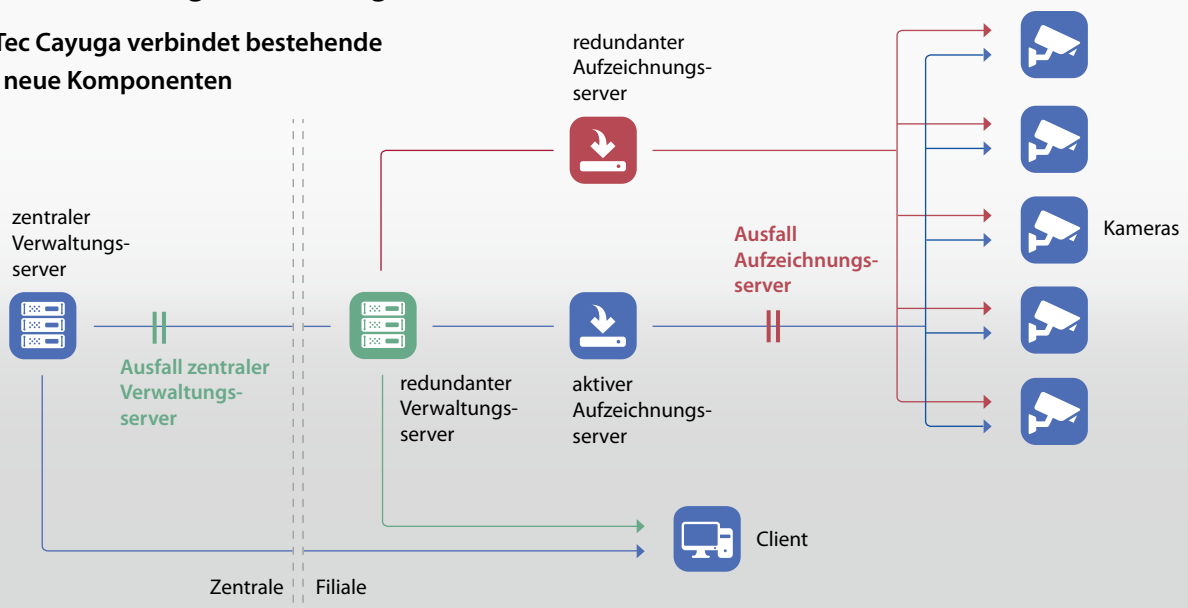 Tec Cayuga verbindet bestehende
neue Komponenten
redundanter
Aufzeichnungs-
server
zentraler
Verwaltungs-
server
Ausfall
Aufzeichnungs-
server
Kameras
Ausfall zentraler
Verwaltungs-
server
redundanter
Verwaltungs-
server
aktiver
Aufzeichnungs-
server
Client
Zentrale
Filiale